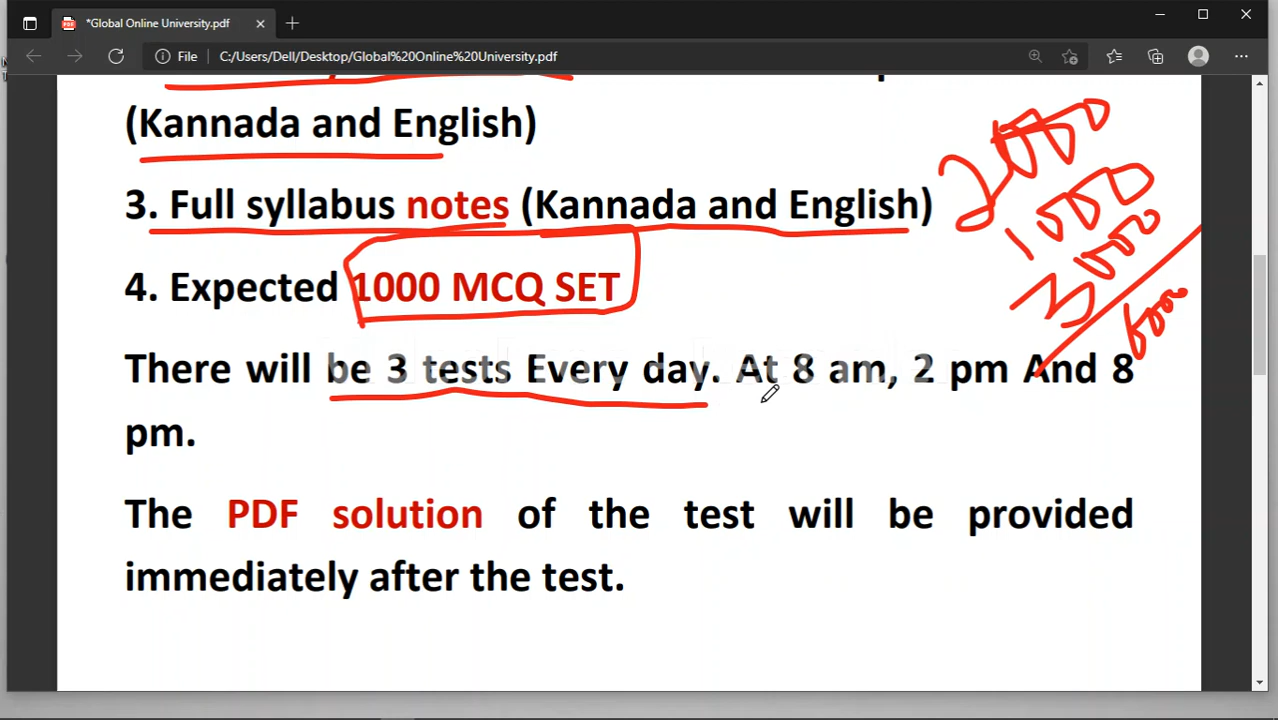 *Global Online University.pdf
File C:/Users/Dell/Desktop/Global%20Online%20University.pdf
(Kannada and English)
3. Full syllabus notes (Kannada and English)
4. Expected 1000 MCQ SET
There will be 3 tests Every day. At 8 am, 2 pm And 8
pm.
The PDF solution of the test will be provided
immediately after the test.
2000
1000
3000
6000